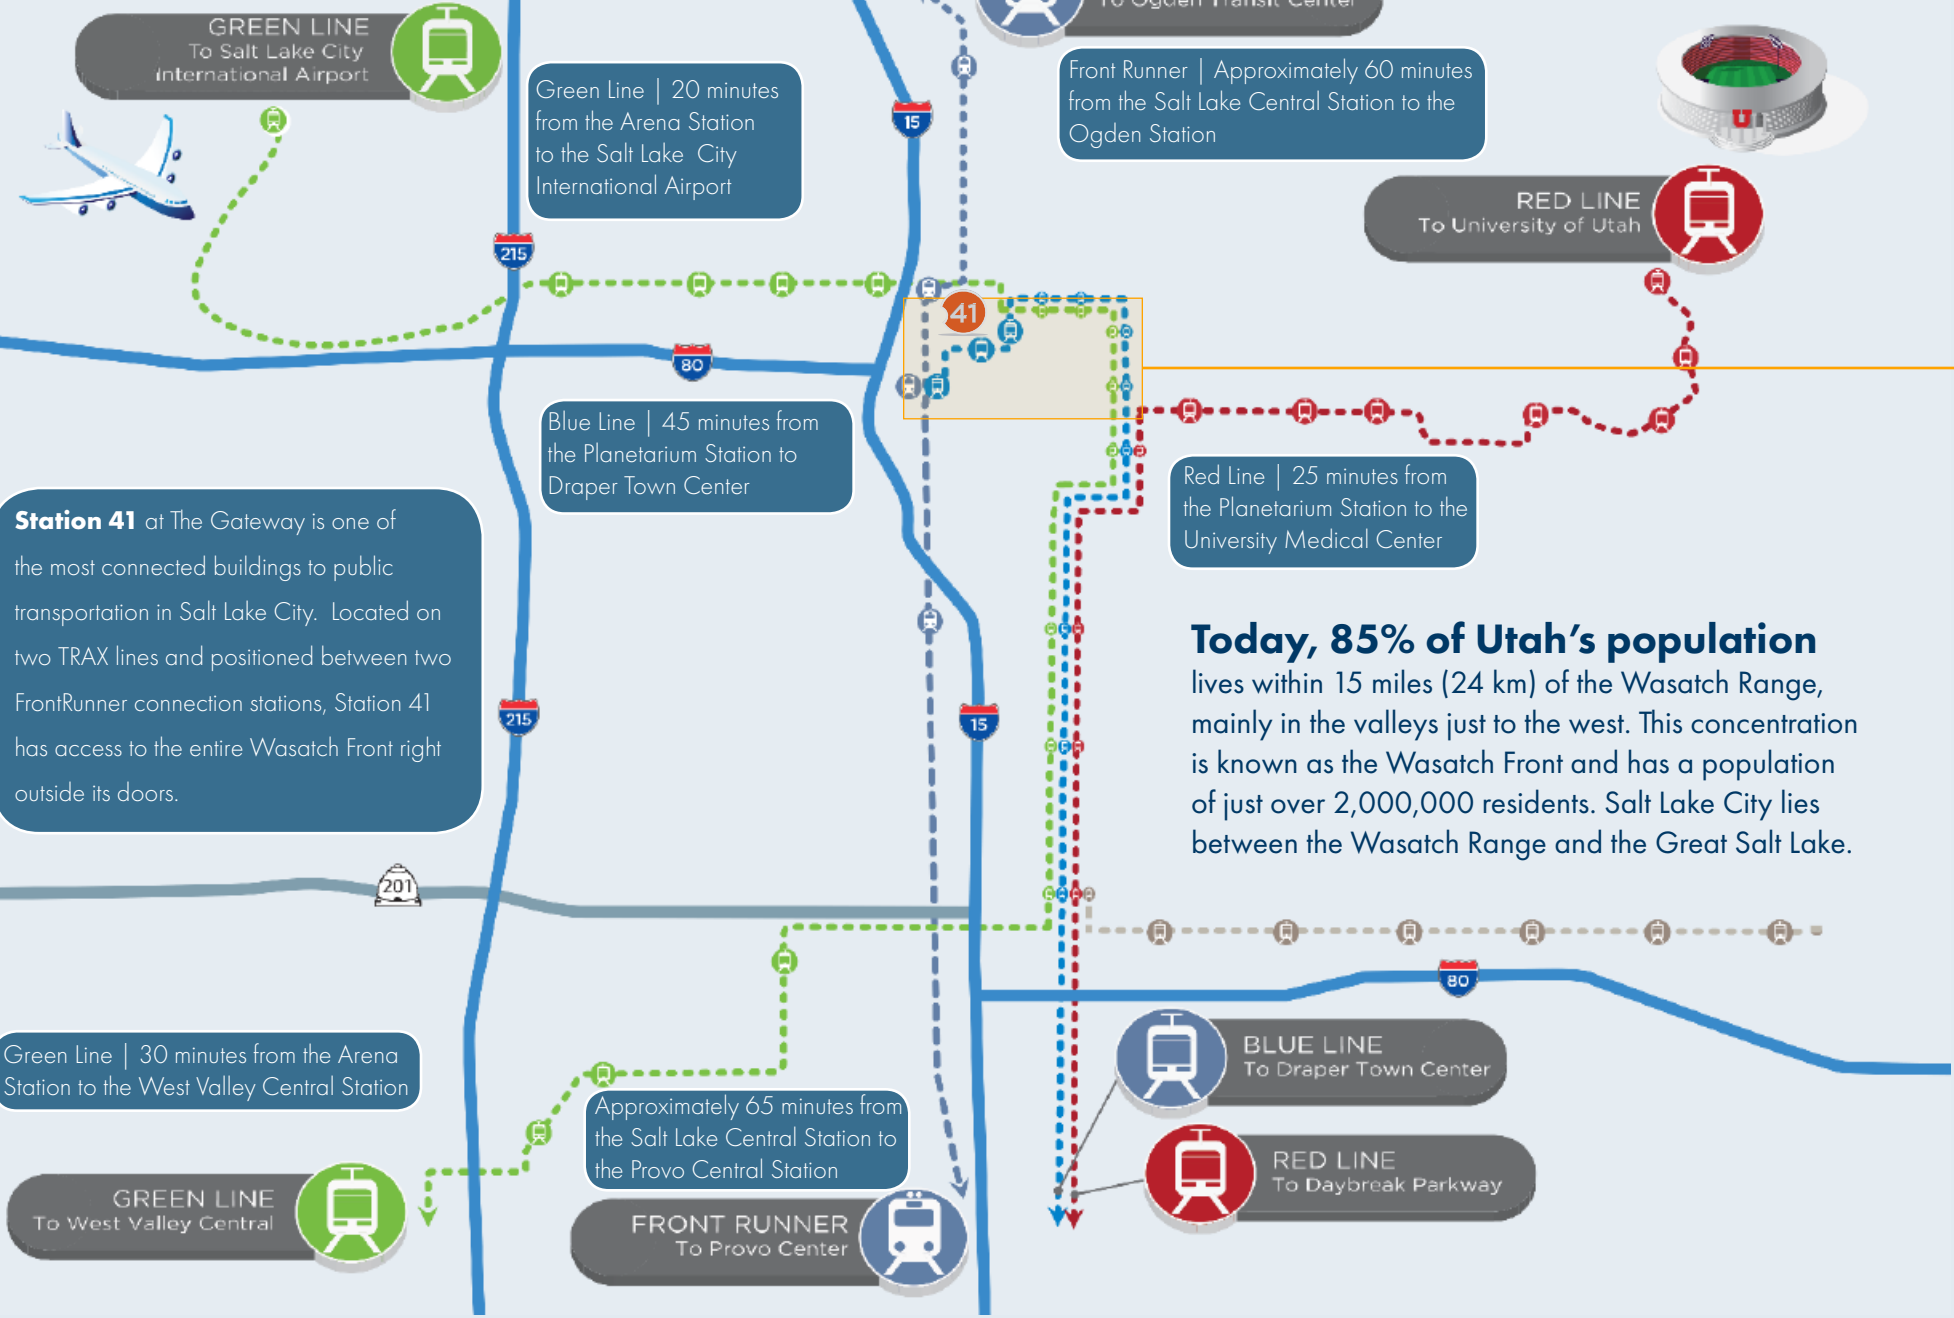 GREEN LINE
To Salt Lake City
International Airport
To Ogden Transit Center
Green Line | 20 minutes
from the Arena Station
to the Salt Lake City
International Airport
15
Front Runner | Approximately 60 minutes
from the Salt Lake Central Station to the
Ogden Station
U
RED LINE
To University of Utah
215
41
80
Blue Line | 45 minutes from
the Planetarium Station to
Draper Town Center
Red Line | 25 minutes from
the Planetarium Station to the
University Medical Center
Station 41 at The Gateway is one of
the most connected buildings to public
transportation in Salt Lake City. Located on
two TRAX lines and positioned between two
FrontRunner connection stations, Station 41
has access to the entire Wasatch Front right
outside its doors.
215
15
Today, 85% of Utah's population
lives within 15 miles (24 km) of the Wasatch Range,
mainly in the valleys just to the west. This concentration
is known as the Wasatch Front and has a population
of just over 2,000,000 residents. Salt Lake City lies
between the Wasatch Range and the Great Salt Lake.
201
80
Green Line | 30 minutes from the Arena
Station to the West Valley Central Station
BLUE LINE
To Draper Town Center
Approximately 65 minutes from
the Salt Lake Central Station to
the Provo Central Station
RED LINE
To Daybreak Parkway
GREEN LINE
To West Valley Central
FRONT RUNNER
To Provo Center